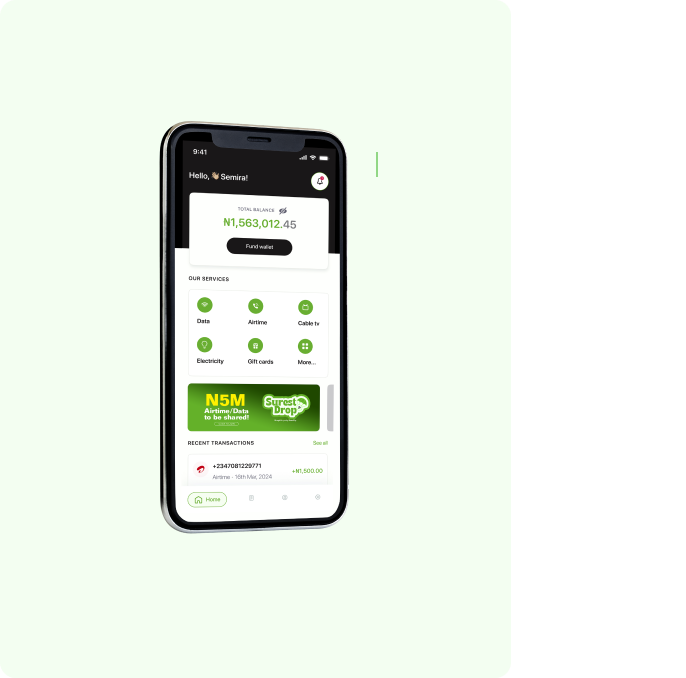 9:41
Hello, 👋🏼 Semira!
TOTAL BALANCE
₦1,563,012.45
Fund wallet
OUR SERVICES
Data
Airtime
Cable tv
Electricity
Gift cards
More...
N5M
Airtime/Data
to be shared!
Surest
Drop
RECENT TRANSACTIONS
See all
+2347081229771
+₦1,500.00
Airtime - 16th Mar, 2024
Home